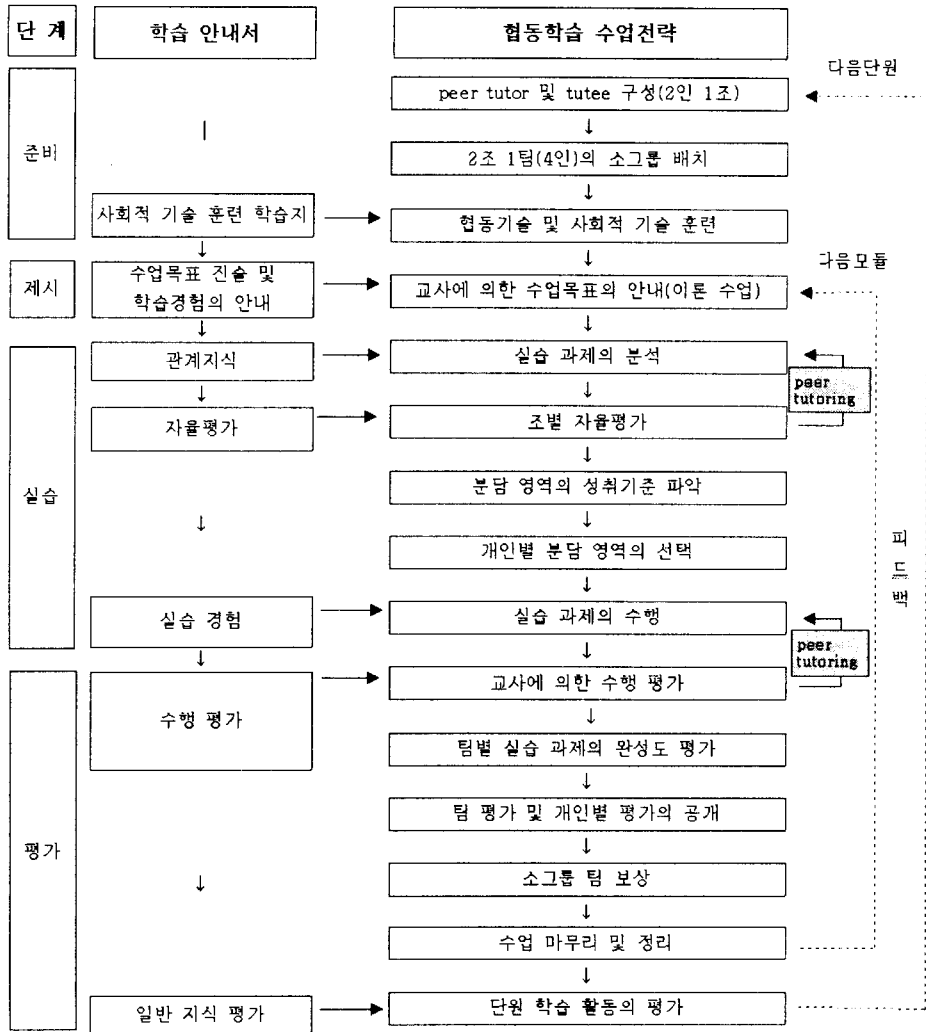 단 계
학습 안내서
협동학습 수업전략
다음단원
peer tutor 및 tutee 구성(2인 1조)
준비
2조 1팀(4인)의 소그룹 배치
사회적 기술 훈련 학습지
협동기술 및 사회적 기술 훈련
다음모듈
제시
수업목표 진술 및
학습경험의 안내
교사에 의한 수업목표의 안내(이론 수업)
관계지식
실습 과제의 분석
peer
tutoring
자율평가
조별 자율평가
실습
분담 영역의 성취기준 파악
개인별 분담 영역의 선택
피
드
백
실습 경험
실습 과제의 수행
peer
tutoring
수행 평가
교사에 의한 수행 평가
팀별 실습 과제의 완성도 평가
평가
팀 평가 및 개인별 평가의 공개
소그룹 팀 보상
수업 마무리 및 정리
일반 지식 평가
단원 학습 활동의 평가